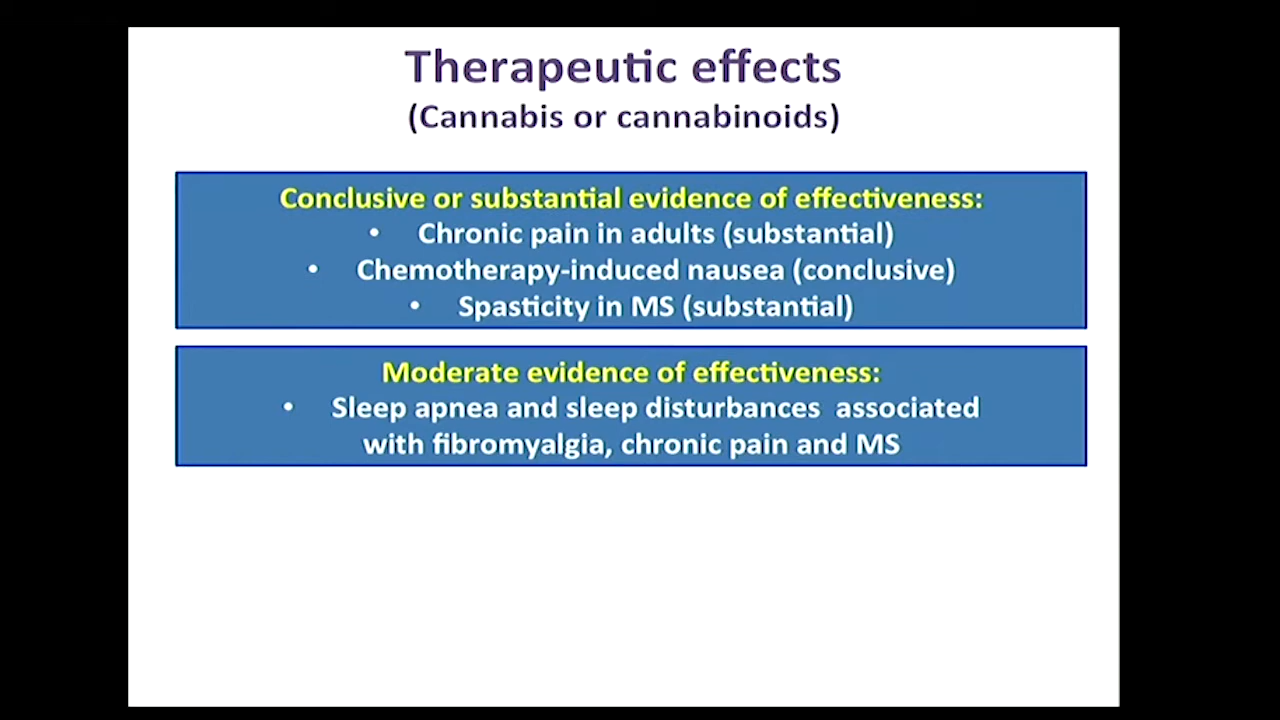 Therapeutic effects
(Cannabis or cannabinoids)
Conclusive or substantial evidence of effectiveness:
• Chronic pain in adults (substantial)
• Chemotherapy-induced nausea (conclusive)
• Spasticity in MS (substantial)
Moderate evidence of effectiveness:
• Sleep apnea and sleep disturbances associated
with fibromyalgia, chronic pain and MS